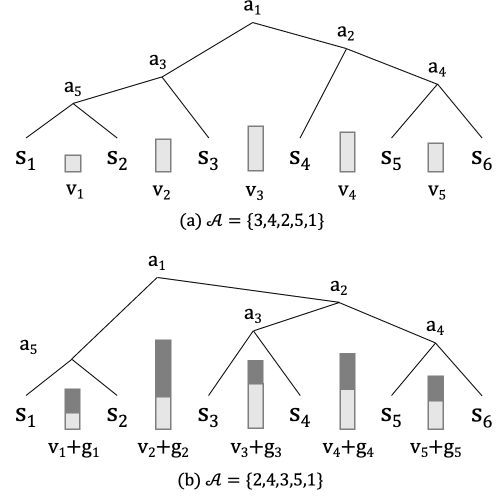 a₁
a₂
a₃
a₄
a₅
s₁ s₂ s₃ s₄ s₅ s₆
v₁ v₂ v₃ v₄ v₅
(a) 𝒜 = {3,4,2,5,1}
a₁
a₂
a₃
a₄
a₅
s₁ s₂ s₃ s₄ s₅ s₆
v₁+g₁ v₂+g₂ v₃+g₃ v₄+g₄ v₅+g₅
(b) 𝒜 = {2,4,3,5,1}